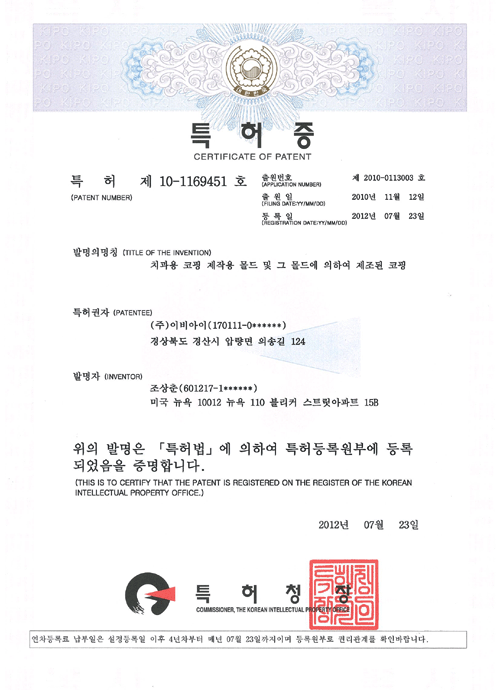 특허증
CERTIFICATE OF PATENT
특 허 제 10-1169451 호
(PATENT NUMBER)
출원번호 제 2010-0113003 호
(APPLICATION NUMBER)
출 원 일 2010년 11월 12일
(FILING DATE:YY/MM/DD)
등 록 일 2012년 07월 23일
(REGISTRATION DATE:YY/MM/DD)
발명의명칭 (TITLE OF THE INVENTION)
치과용 코핑 제작용 몰드 및 그 몰드에 의하여 제조된 코핑
특허권자 (PATENTEE)
(주)이비아이(170111-0******)
경상북도 경산시 압량면 의송길 124
발명자 (INVENTOR)
조상춘(601217-1******)
미국 뉴욕 10012 뉴욕 110 블리커 스트릿아파트 15B
위의 발명은 「특허법」에 의하여 특허등록원부에 등록
되었음을 증명합니다.
(THIS IS TO CERTIFY THAT THE PATENT IS REGISTERED ON THE REGISTER OF THE KOREAN
INTELLECTUAL PROPERTY OFFICE.)
2012년 07월 23일
특 허 청 장
COMMISSIONER, THE KOREAN INTELLECTUAL PROPERTY OFFICE
연차등록료 납부일은 설정등록일 이후 4년차부터 매년 07월 23일까지이며 등록원부로 권리관계를 확인바랍니다.